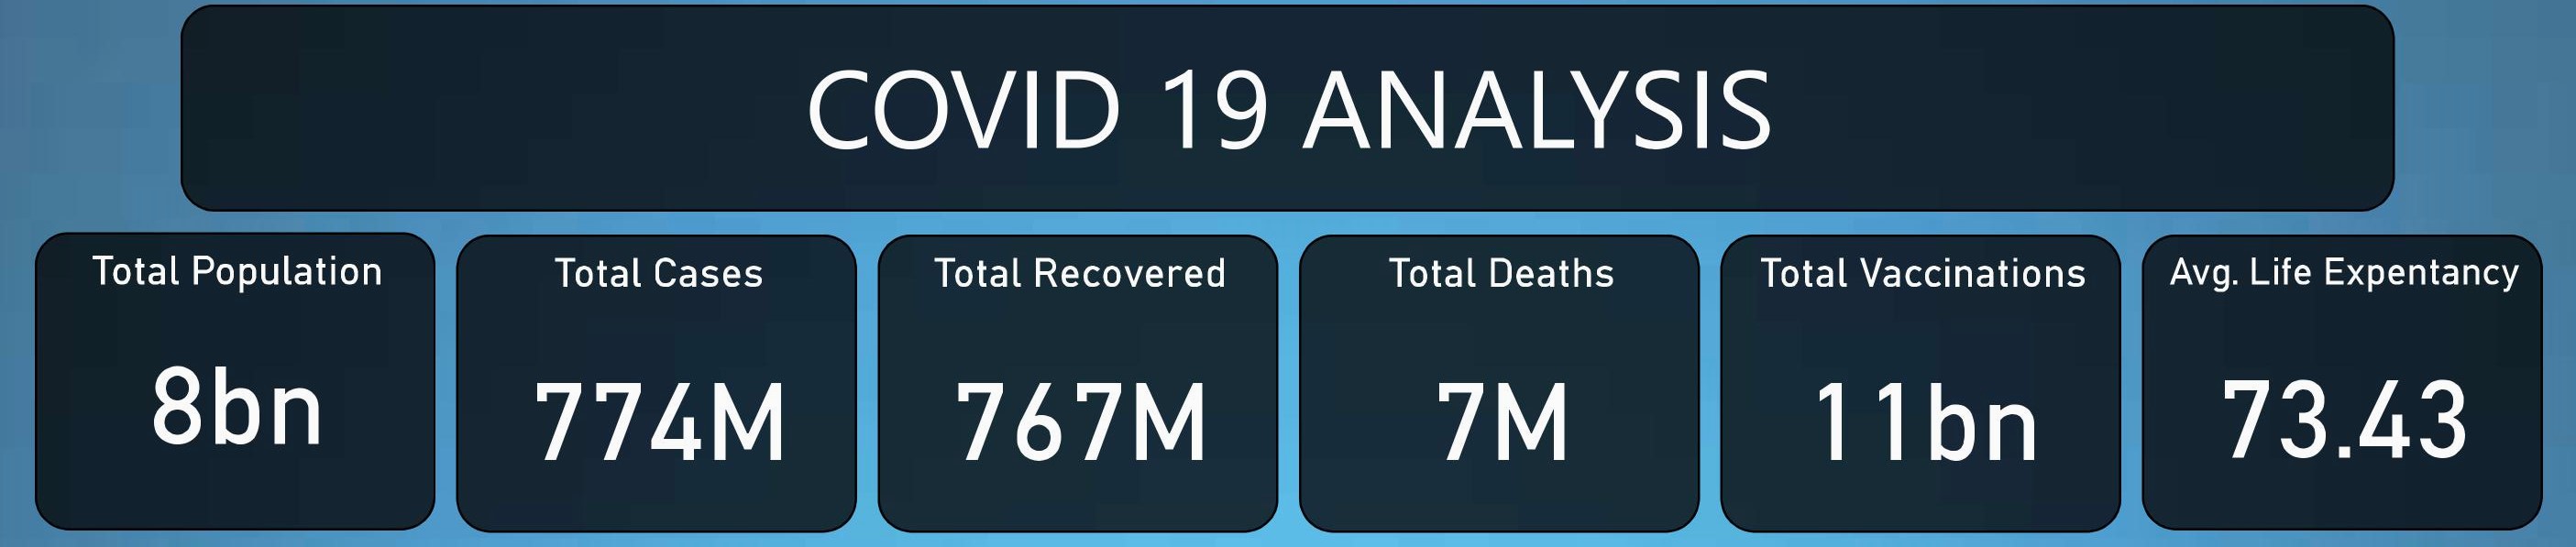 COVID 19 ANALYSIS
Total Population
8bn
Total Cases
774M
Total Recovered
767M
Total Deaths
7M
Total Vaccinations
11bn
Avg. Life Expentancy
73.43